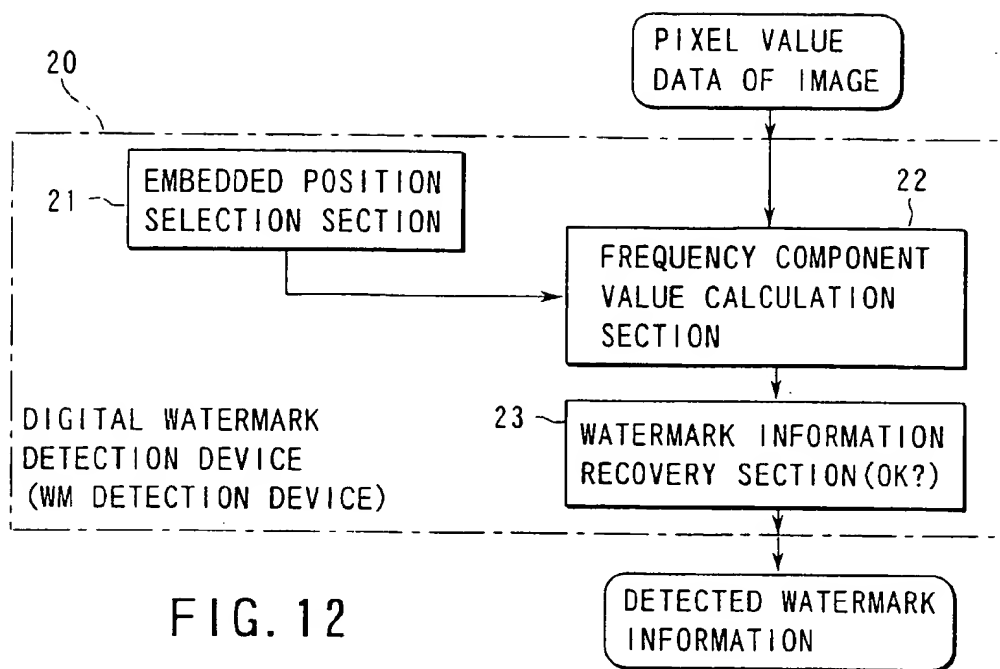 PIXEL VALUE
DATA OF IMAGE
20
21
EMBEDDED POSITION
SELECTION SECTION
22
FREQUENCY COMPONENT
VALUE CALCULATION
SECTION
DIGITAL WATERMARK
DETECTION DEVICE
(WM DETECTION DEVICE)
23
WATERMARK INFORMATION
RECOVERY SECTION(OK?)
FIG. 12
DETECTED WATERMARK
INFORMATION